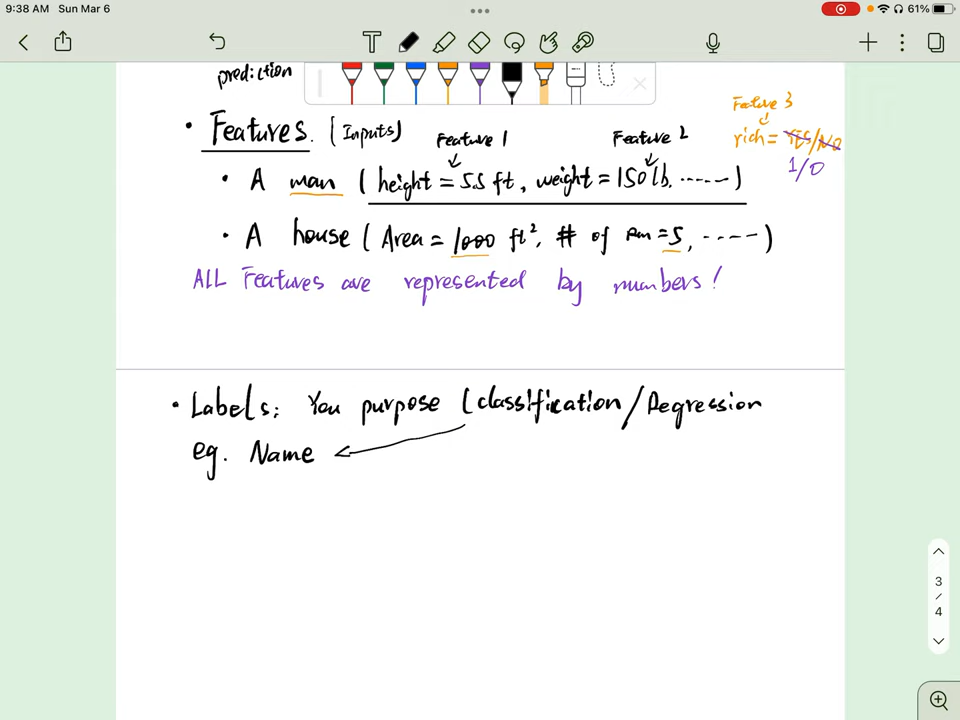 9:38 AM Sun Mar 6
61%
prediction
Features. (Inputs)
Feature 1
Feature 2
Feature 3
rich = YES/NO
1/0
• A man (height = 5.5 ft, weight = 150 lb. ......)
• A house (Area = 1000 ft², # of Rm = 5, ....)
ALL Features are represented by numbers!
• Labels: You purpose (classification/Regression
eg. Name
3
/
4